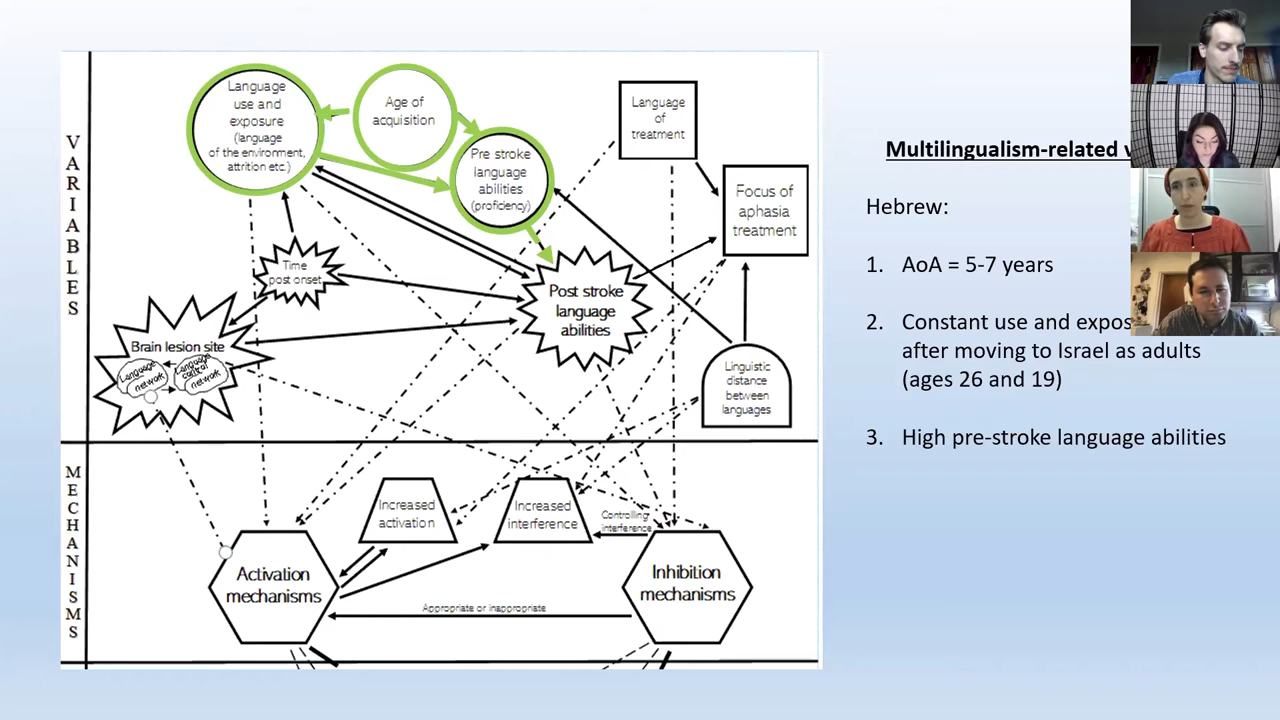 VARIABLES
Language
use and
exposure
(language
of the environment,
attrition etc.)
Age of
acquisition
Pre stroke
language
abilities
(proficiency)
Language
of
treatment
Focus of
aphasia
treatment
Time
post onset
Post stroke
language
abilities
Brain lesion site
Language
network
Language
control
network
Linguistic
distance
between
languages
MECHANISMS
Increased
activation
Increased
interference
Controlling
interference
Activation
mechanisms
Inhibition
mechanisms
Appropriate or inappropriate
Multilingualism-related
Hebrew:
1. AoA = 5-7 years
2. Constant use and expos
after moving to Israel as adults
(ages 26 and 19)
3. High pre-stroke language abilities